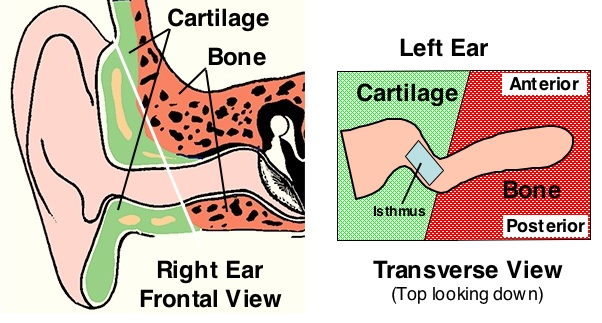 Cartilage
Bone
Right Ear
Frontal View
Left Ear
Anterior
Cartilage
Isthmus
Bone
Posterior
Transverse View
(Top looking down)